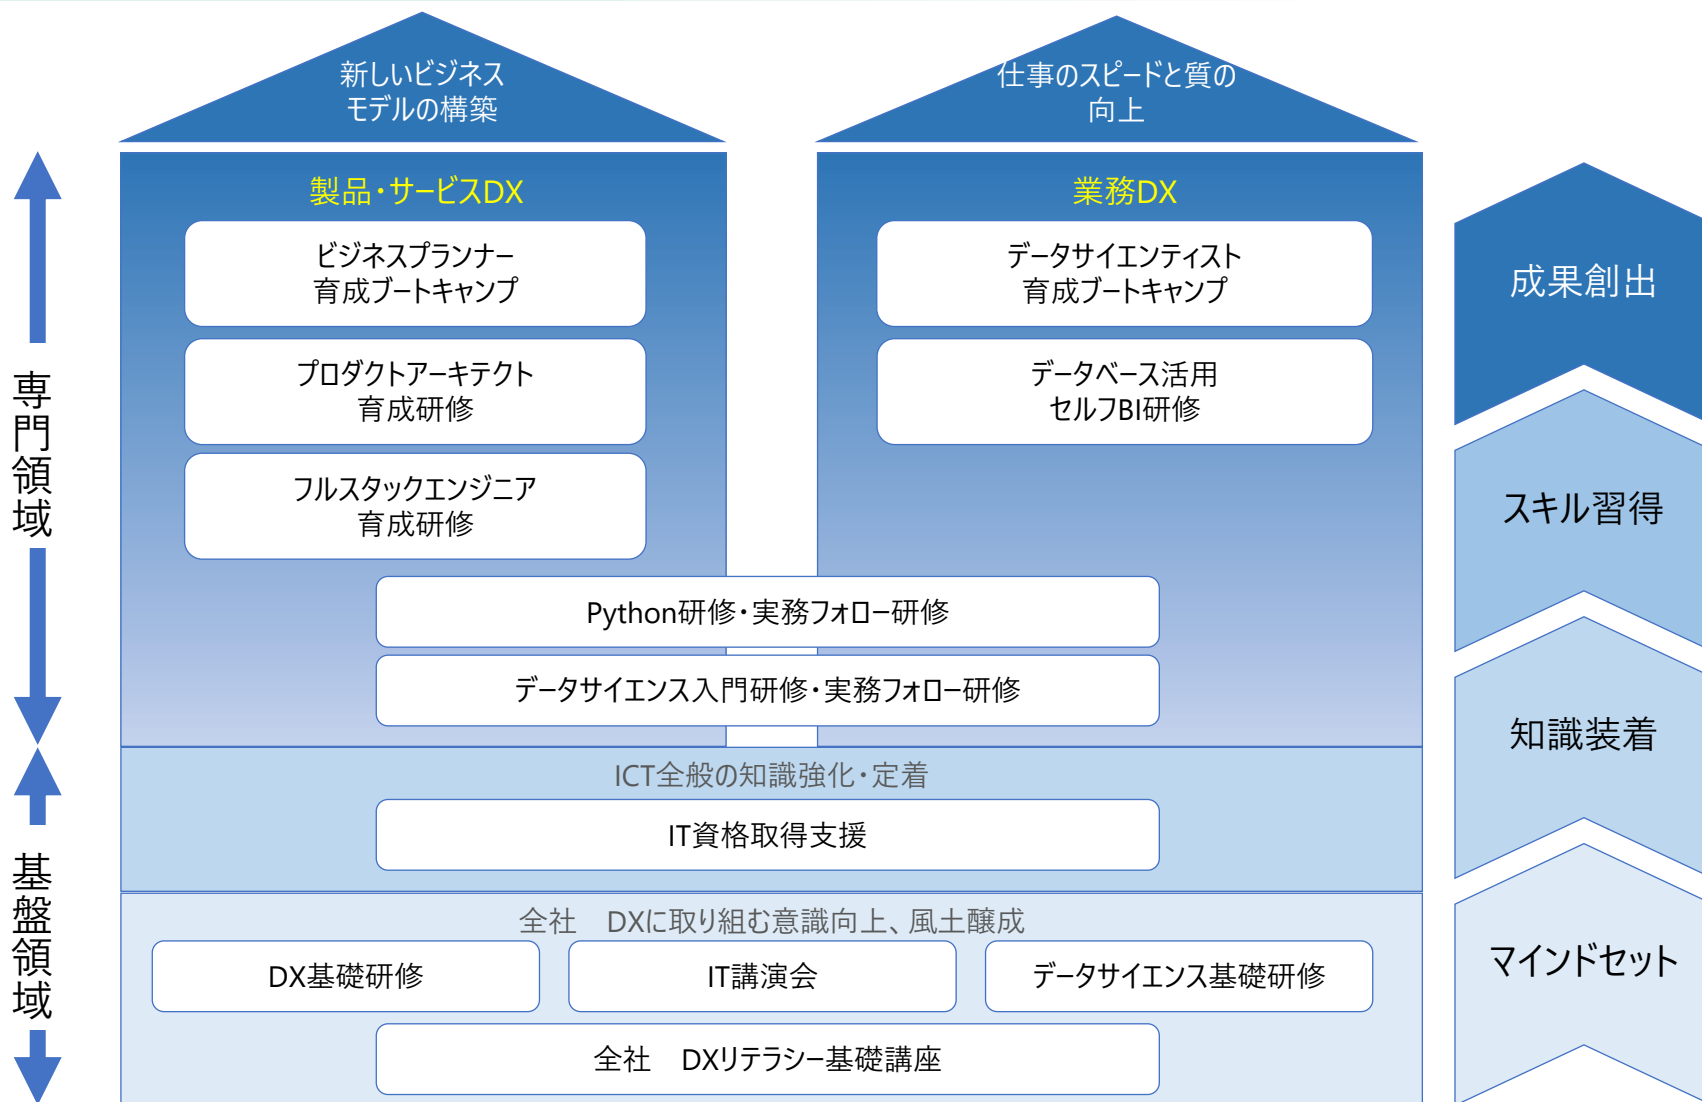 新しいビジネス
モデルの構築
仕事のスピードと質の
向上
専門領域
製品・サービスDX
ビジネスプランナー
育成ブートキャンプ
プロダクトアーキテクト
育成研修
フルスタックエンジニア
育成研修
業務DX
データサイエンティスト
育成ブートキャンプ
データベース活用
セルフBI研修
Python研修・実務フォロー研修
データサイエンス入門研修・実務フォロー研修
基盤領域
ICT全般の知識強化・定着
IT資格取得支援
全社　DXに取り組む意識向上、風土醸成
DX基礎研修
IT講演会
データサイエンス基礎研修
全社　DXリテラシー基礎講座
成果創出
スキル習得
知識装着
マインドセット